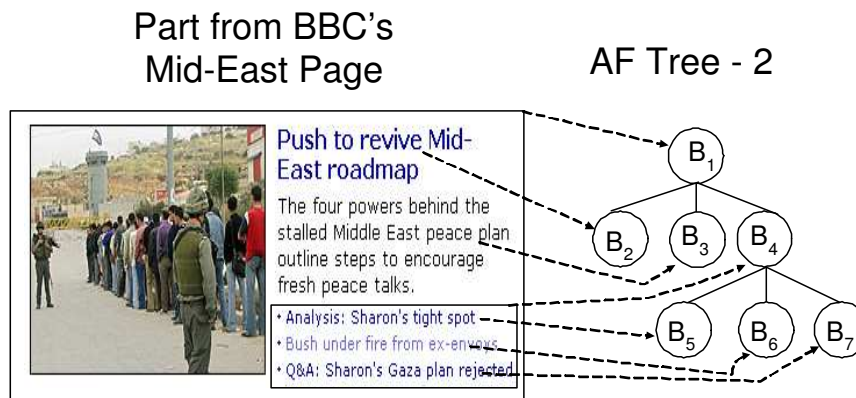 Part from BBC's
Mid-East Page
AF Tree - 2
Push to revive Mid-
East roadmap
The four powers behind the
stalled Middle East peace plan
outline steps to encourage
fresh peace talks.
• Analysis: Sharon's tight spot
• Bush under fire from ex-envoys
• Q&A: Sharon's Gaza plan rejected
B1
B2 B3 B4
B5 B6 B7